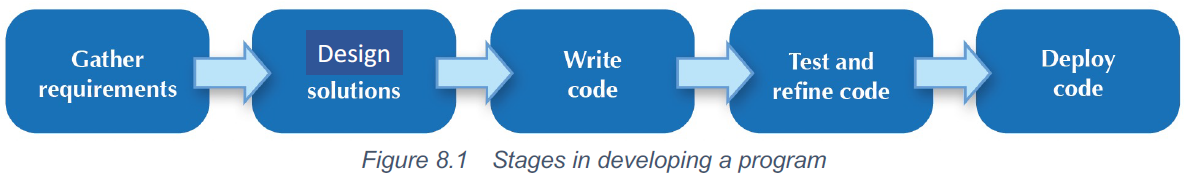 Gather
requirements
Design
solutions
Write
code
Test and
refine code
Deploy
code
Figure 8.1 Stages in developing a program